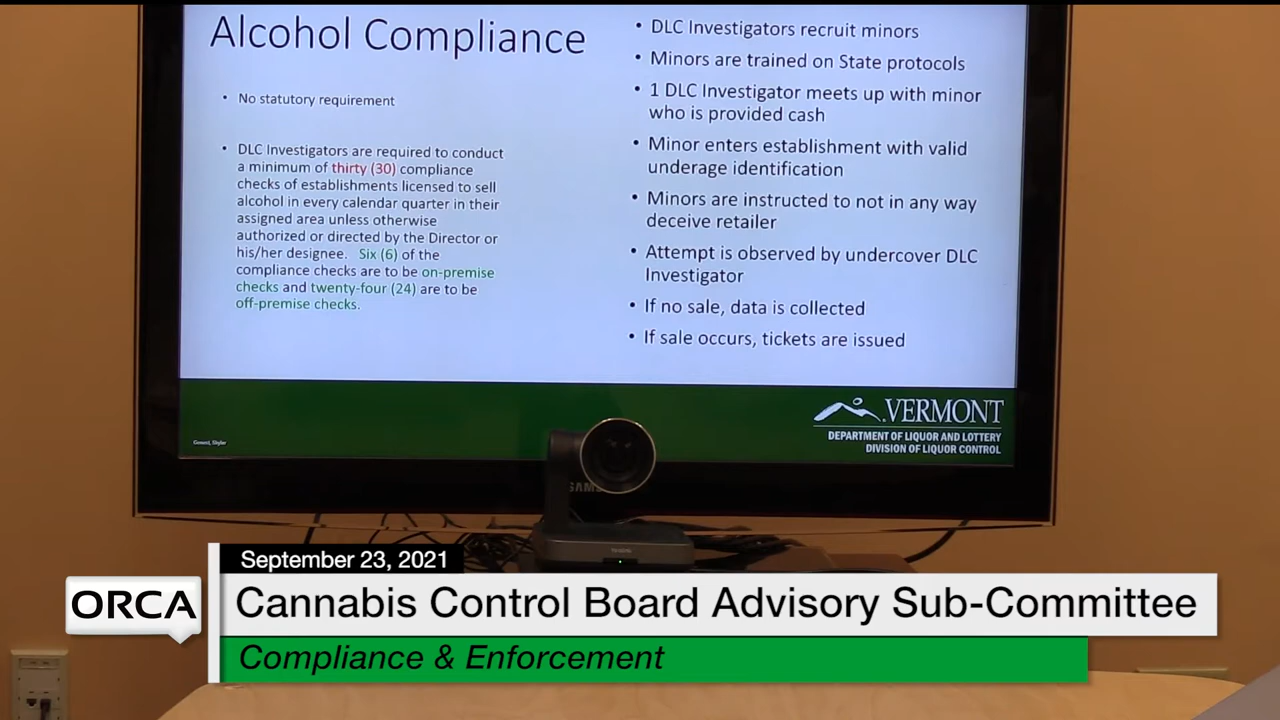 Alcohol Compliance
• No statutory requirement
• DLC Investigators are required to conduct
a minimum of thirty (30) compliance
checks of establishments licensed to sell
alcohol in every calendar quarter in their
assigned area unless otherwise
authorized or directed by the Director or
his/her designee. Six (6) of the
compliance checks are to be on-premise
checks and twenty-four (24) are to be
off-premise checks.
• DLC Investigators recruit minors
• Minors are trained on State protocols
• 1 DLC Investigator meets up with minor
who is provided cash
• Minor enters establishment with valid
underage identification
• Minors are instructed to not in any way
deceive retailer
• Attempt is observed by undercover DLC
Investigator
• If no sale, data is collected
• If sale occurs, tickets are issued
VERMONT
DEPARTMENT OF LIQUOR AND LOTTERY
DIVISION OF LIQUOR CONTROL
September 23, 2021
ORCA
Cannabis Control Board Advisory Sub-Committee
Compliance & Enforcement